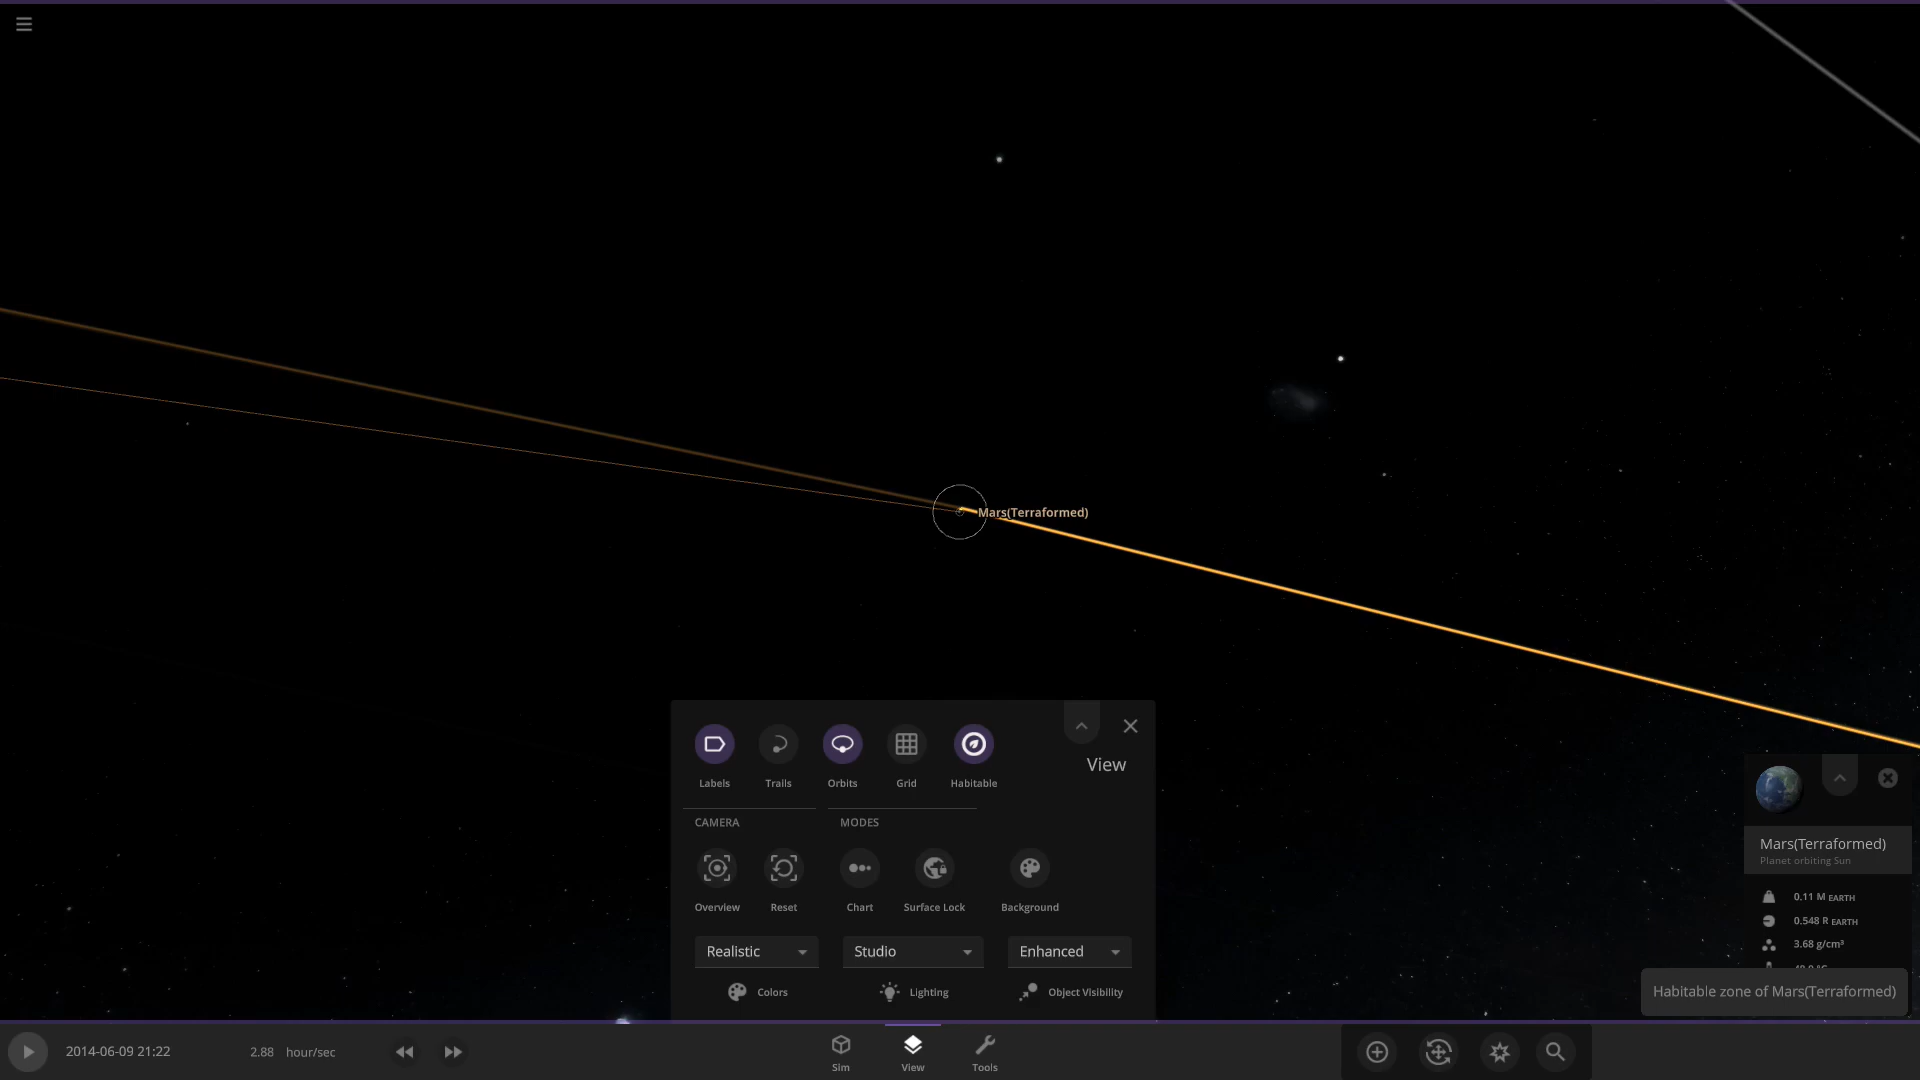 Mars(Terraformed)
Labels
Trails
Orbits
Grid
Habitable
View
CAMERA
MODES
Overview
Reset
Chart
Surface Lock
Background
Realistic
Studio
Enhanced
Colors
Lighting
Object Visibility
Mars(Terraformed)
Planet orbiting Sun
0.11 M EARTH
0.548 R EARTH
3.68 g/cm³
Habitable zone of Mars(Terraformed)
2014-06-09 21:22
2.88 hour/sec
Sim
View
Tools